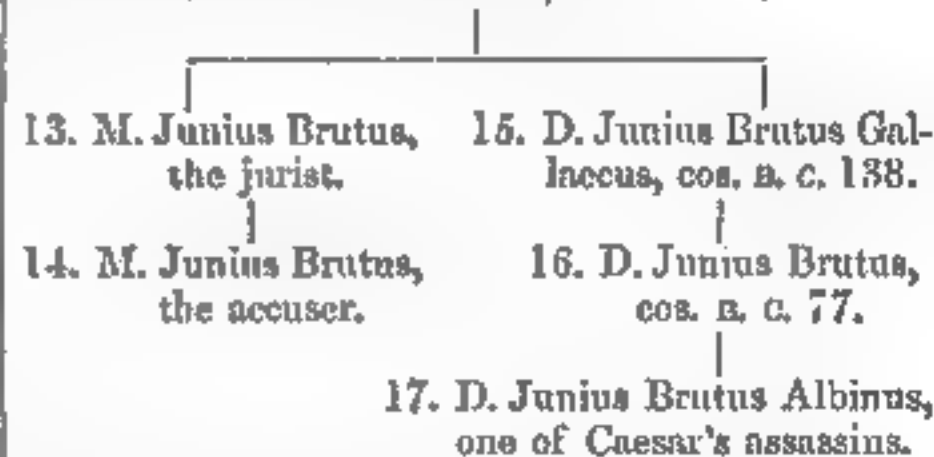 13. M. Junius Brutus,
the jurist.
15. D. Junius Brutus Gal-
laecus, cos. B. C. 138.
14. M. Junius Brutus,
the accuser.
16. D. Junius Brutus,
cos. B. C. 77.
17. D. Junius Brutus Albinus,
one of Caesar's assassins.